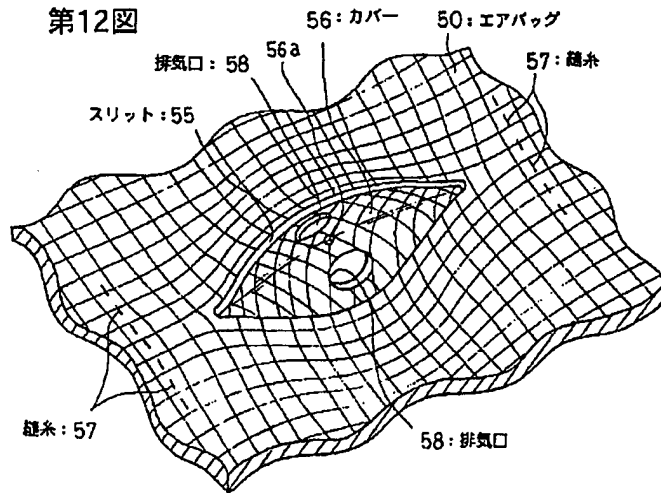 第12図
56：カバー
50：エアバッグ
56a
57：縫糸
排気口：58
スリット：55
縫糸：57
58：排気口